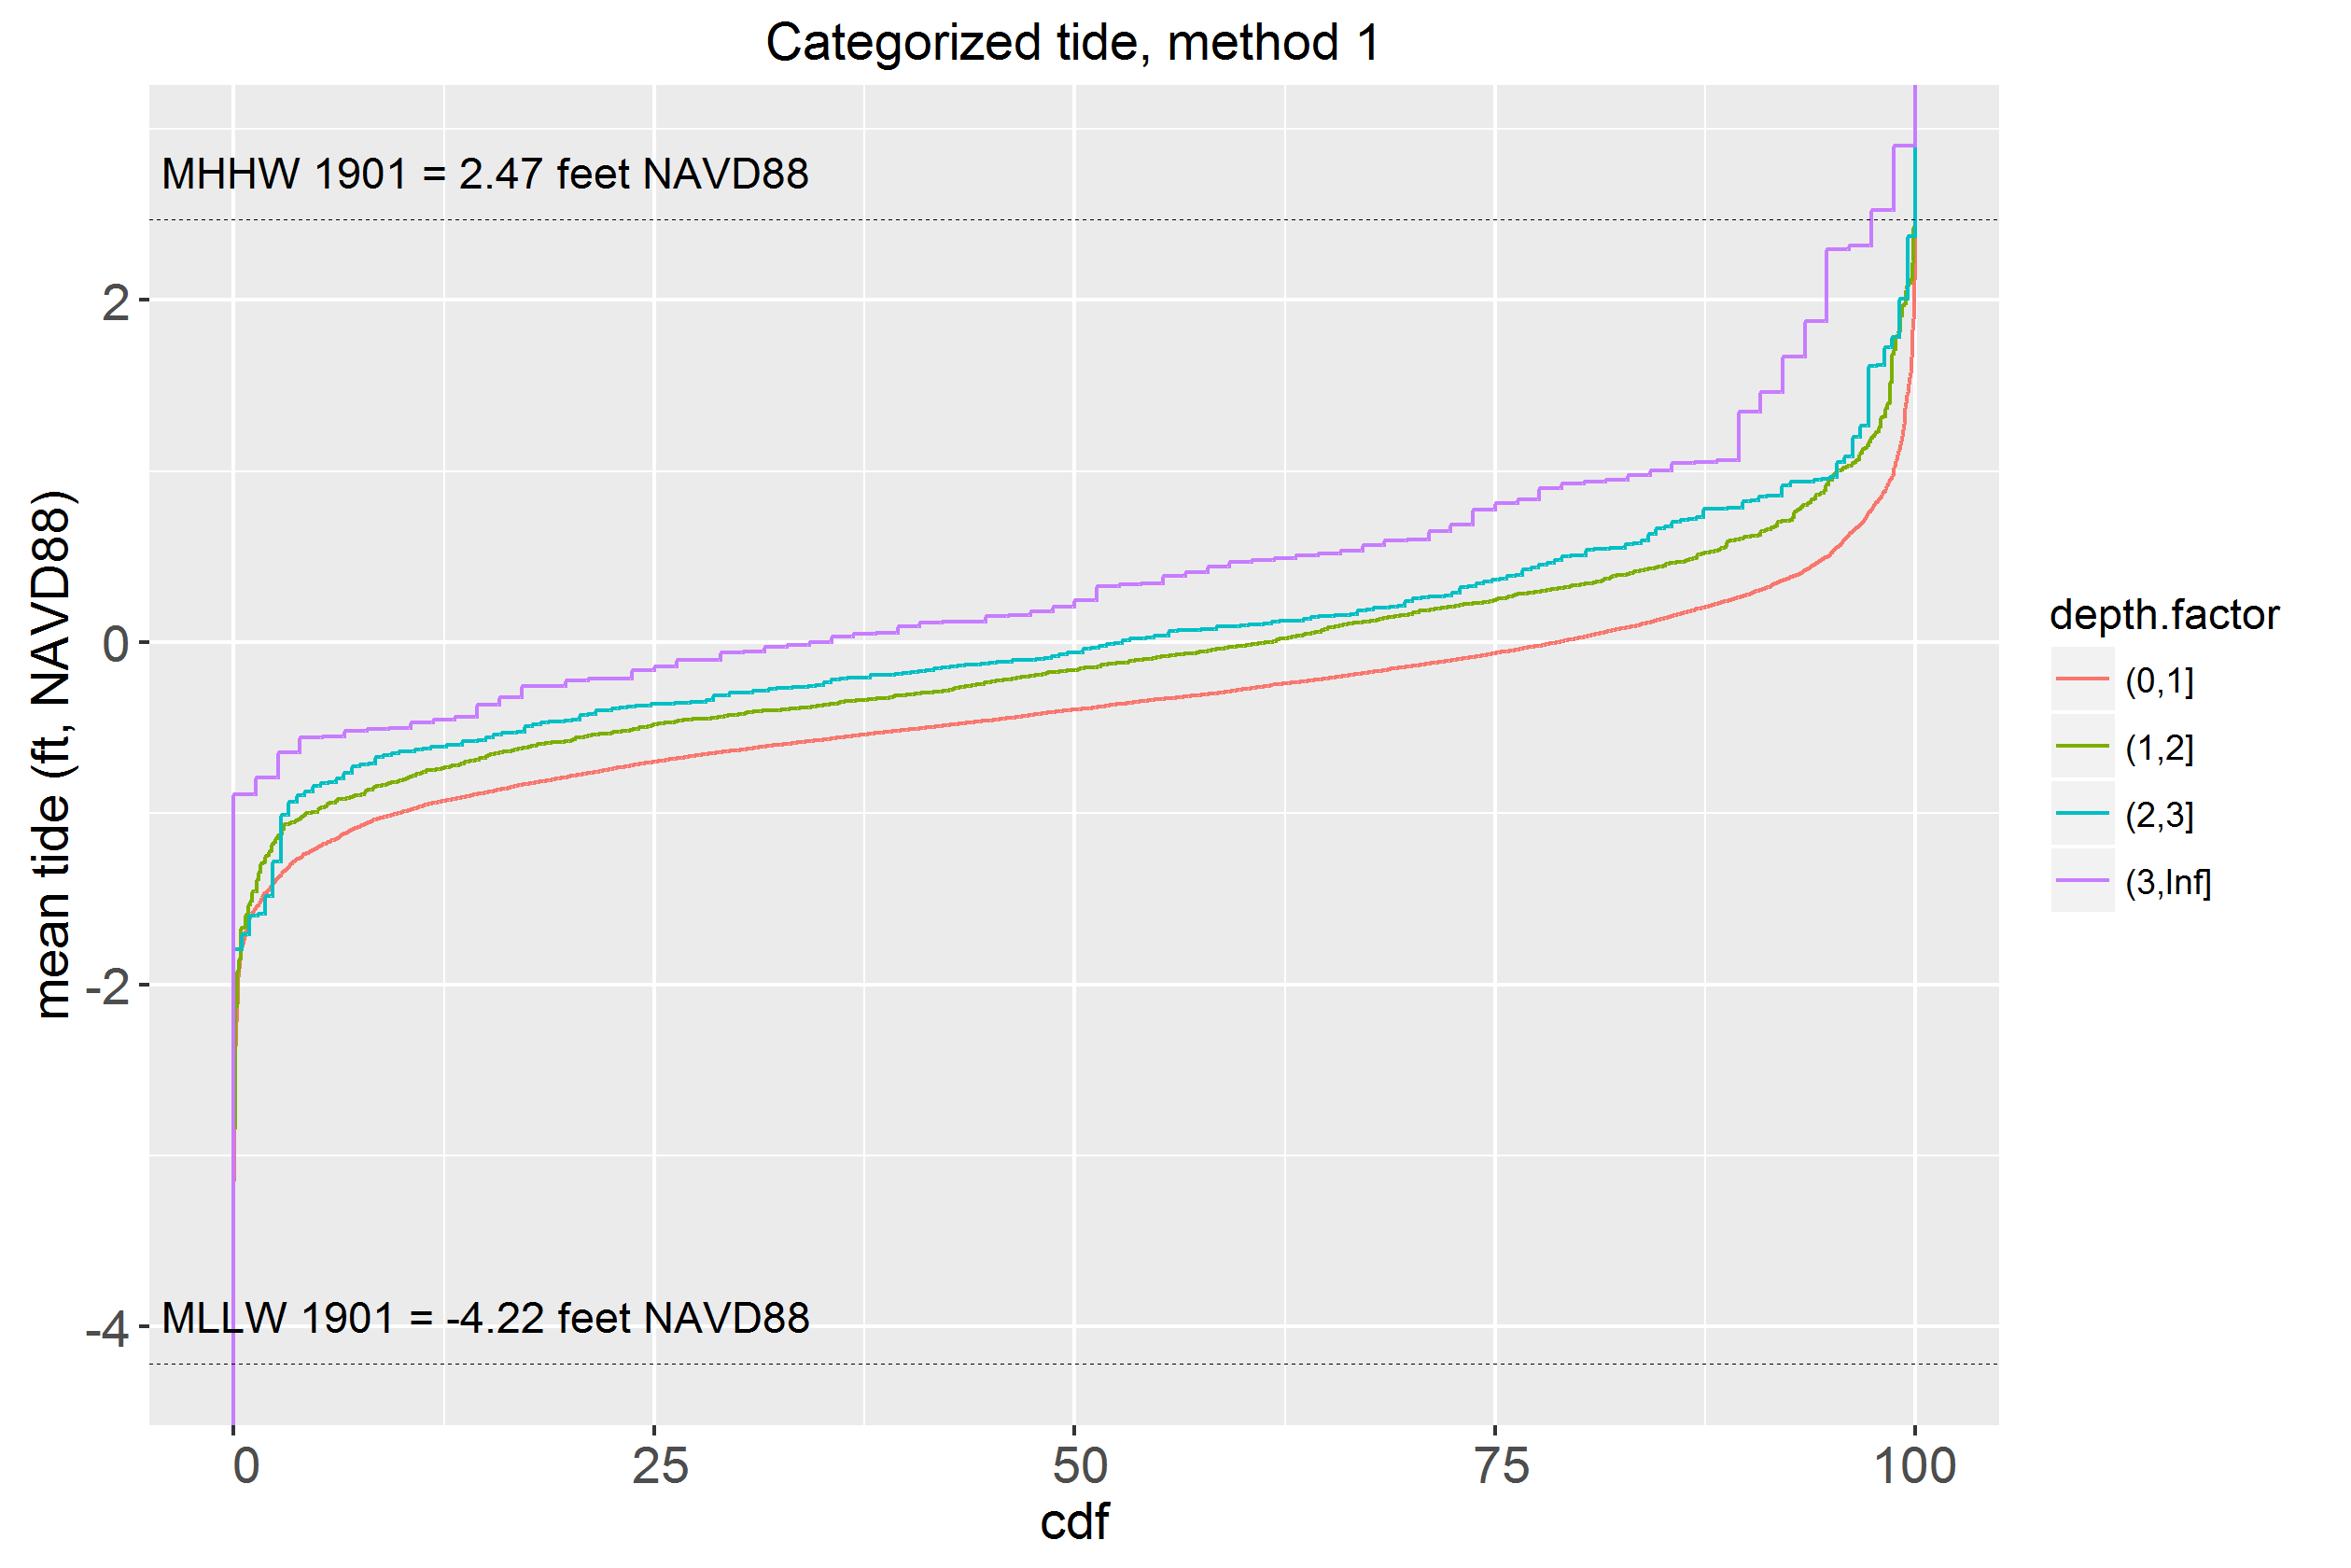 Categorized tide, method 1
MHHW 1901 = 2.47 feet NAVD88
2
0
-2
-4
mean tide (ft, NAVD88)
MLLW 1901 = -4.22 feet NAVD88
0 25 50 75 100
cdf
depth.factor
(0,1]
(1,2]
(2,3]
(3,Inf]